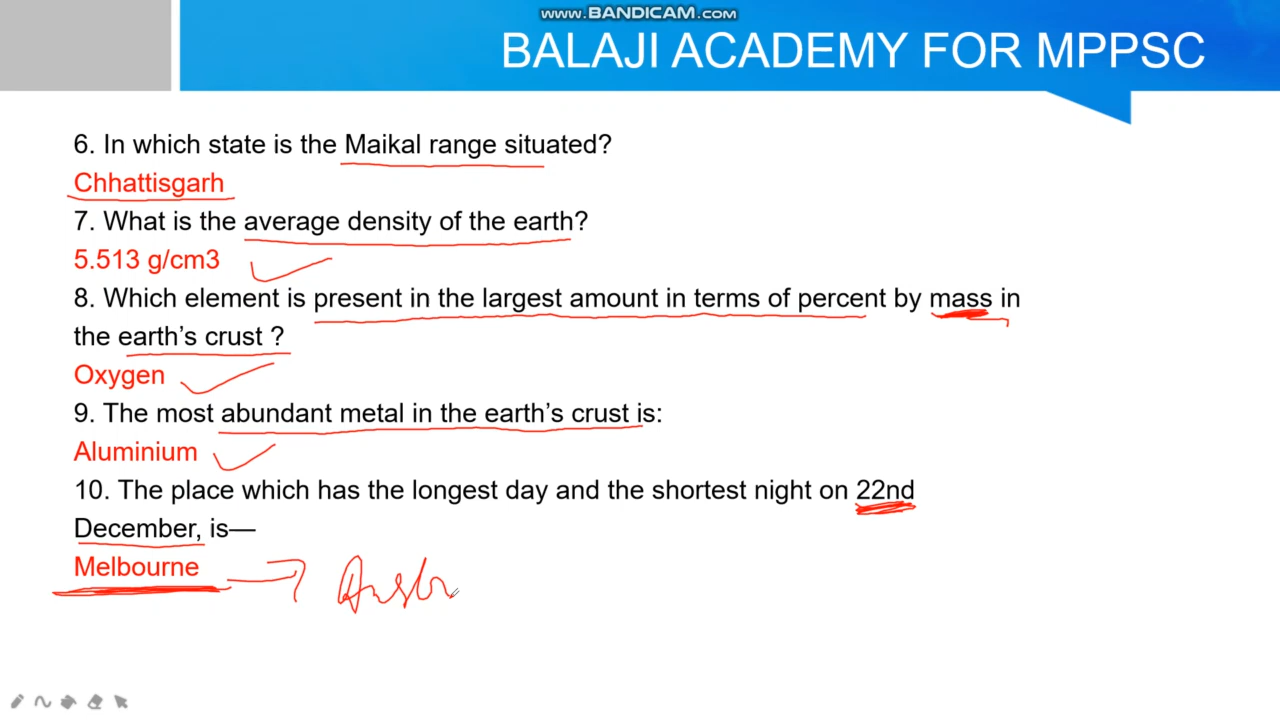 www.BANDICAM.com
BALAJI ACADEMY FOR MPPSC
6. In which state is the Maikal range situated?
Chhattisgarh
7. What is the average density of the earth?
5.513 g/cm3
8. Which element is present in the largest amount in terms of percent by mass in
the earth’s crust ?
Oxygen
9. The most abundant metal in the earth’s crust is:
Aluminium
10. The place which has the longest day and the shortest night on 22nd
December, is—
Melbourne